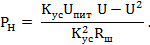 Pн = (KусUпит U − U²) / (K²усRш).